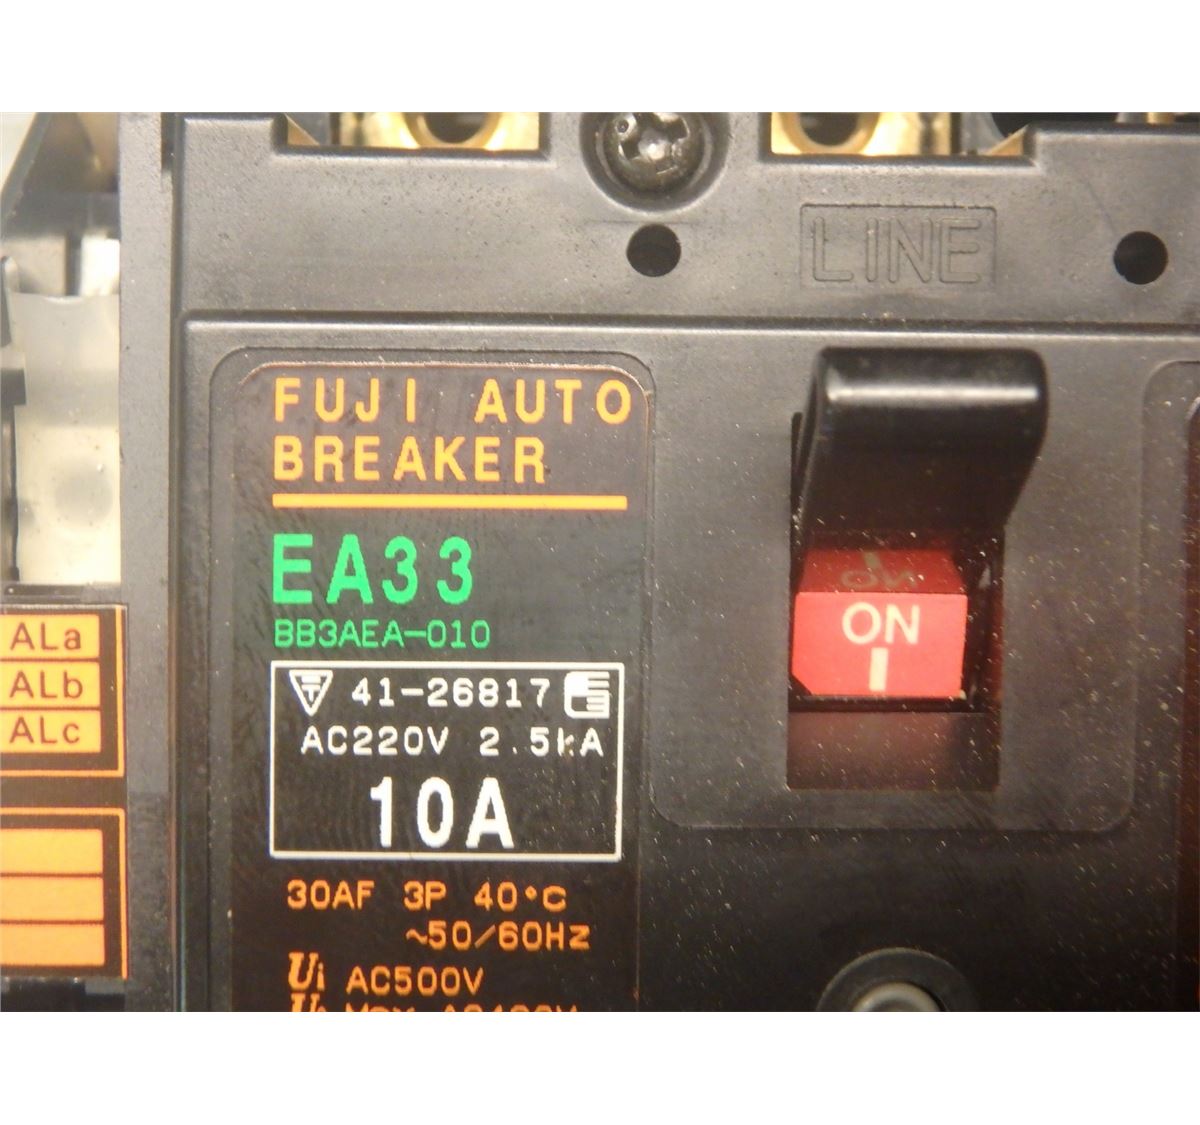 LINE
FUJI AUTO
BREAKER
EA33
BB3AEA-010
41-26817
AC220V 2.5kA
10A
30AF 3P 40°C
~50/60Hz
Ui AC500V
ON
ALa
ALb
ALc